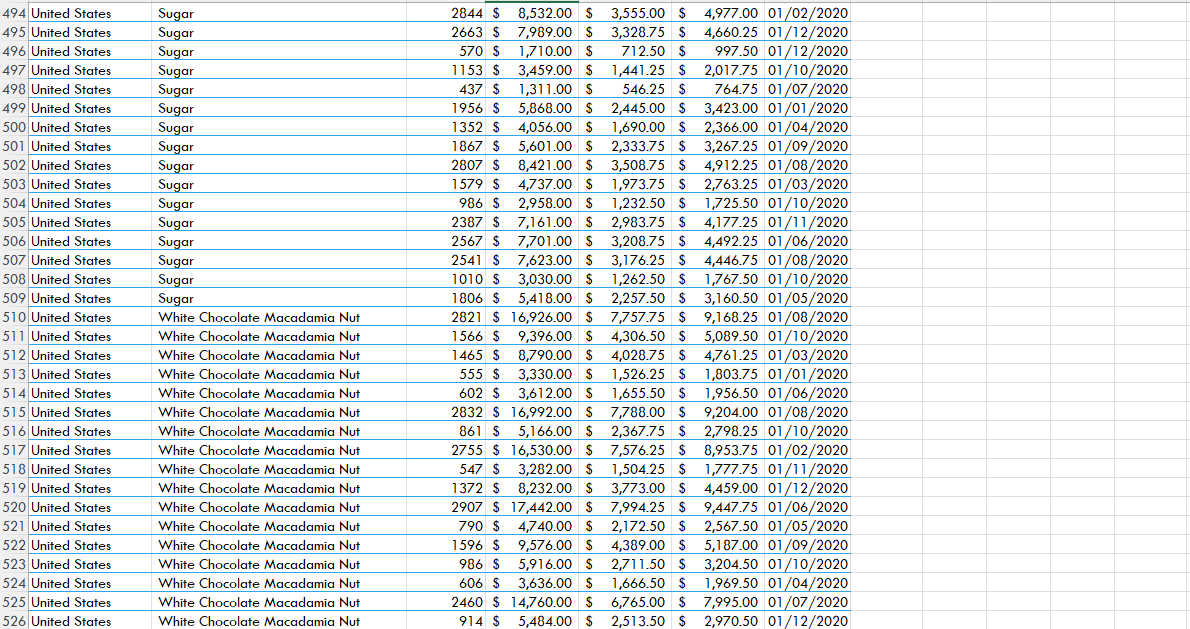 494 United States Sugar 2844 $ 8,532.00 $ 3,555.00 $ 4,977.00 01/02/2020
495 United States Sugar 2663 $ 7,989.00 $ 3,328.75 $ 4,660.25 01/12/2020
496 United States Sugar 570 $ 1,710.00 $ 712.50 $ 997.50 01/12/2020
497 United States Sugar 1153 $ 3,459.00 $ 1,441.25 $ 2,017.75 01/10/2020
498 United States Sugar 437 $ 1,311.00 $ 546.25 $ 764.75 01/07/2020
499 United States Sugar 1956 $ 5,868.00 $ 2,445.00 $ 3,423.00 01/01/2020
500 United States Sugar 1352 $ 4,056.00 $ 1,690.00 $ 2,366.00 01/04/2020
501 United States Sugar 1867 $ 5,601.00 $ 2,333.75 $ 3,267.25 01/09/2020
502 United States Sugar 2807 $ 8,421.00 $ 3,508.75 $ 4,912.25 01/08/2020
503 United States Sugar 1579 $ 4,737.00 $ 1,973.75 $ 2,763.25 01/03/2020
504 United States Sugar 986 $ 2,958.00 $ 1,232.50 $ 1,725.50 01/10/2020
505 United States Sugar 2387 $ 7,161.00 $ 2,983.75 $ 4,177.25 01/11/2020
506 United States Sugar 2567 $ 7,701.00 $ 3,208.75 $ 4,492.25 01/06/2020
507 United States Sugar 2541 $ 7,623.00 $ 3,176.25 $ 4,446.75 01/08/2020
508 United States Sugar 1010 $ 3,030.00 $ 1,262.50 $ 1,767.50 01/10/2020
509 United States Sugar 1806 $ 5,418.00 $ 2,257.50 $ 3,160.50 01/05/2020
510 United States White Chocolate Macadamia Nut 2821 $ 16,926.00 $ 7,757.75 $ 9,168.25 01/08/2020
511 United States White Chocolate Macadamia Nut 1566 $ 9,396.00 $ 4,306.50 $ 5,089.50 01/10/2020
512 United States White Chocolate Macadamia Nut 1465 $ 8,790.00 $ 4,028.75 $ 4,761.25 01/03/2020
513 United States White Chocolate Macadamia Nut 555 $ 3,330.00 $ 1,526.25 $ 1,803.75 01/01/2020
514 United States White Chocolate Macadamia Nut 602 $ 3,612.00 $ 1,655.50 $ 1,956.50 01/06/2020
515 United States White Chocolate Macadamia Nut 2832 $ 16,992.00 $ 7,788.00 $ 9,204.00 01/08/2020
516 United States White Chocolate Macadamia Nut 861 $ 5,166.00 $ 2,367.75 $ 2,798.25 01/10/2020
517 United States White Chocolate Macadamia Nut 2755 $ 16,530.00 $ 7,576.25 $ 8,953.75 01/02/2020
518 United States White Chocolate Macadamia Nut 547 $ 3,282.00 $ 1,504.25 $ 1,777.75 01/11/2020
519 United States White Chocolate Macadamia Nut 1372 $ 8,232.00 $ 3,773.00 $ 4,459.00 01/12/2020
520 United States White Chocolate Macadamia Nut 2907 $ 17,442.00 $ 7,994.25 $ 9,447.75 01/06/2020
521 United States White Chocolate Macadamia Nut 790 $ 4,740.00 $ 2,172.50 $ 2,567.50 01/05/2020
522 United States White Chocolate Macadamia Nut 1596 $ 9,576.00 $ 4,389.00 $ 5,187.00 01/09/2020
523 United States White Chocolate Macadamia Nut 986 $ 5,916.00 $ 2,711.50 $ 3,204.50 01/10/2020
524 United States White Chocolate Macadamia Nut 606 $ 3,636.00 $ 1,666.50 $ 1,969.50 01/04/2020
525 United States White Chocolate Macadamia Nut 2460 $ 14,760.00 $ 6,765.00 $ 7,995.00 01/07/2020
526 United States White Chocolate Macadamia Nut 914 $ 5,484.00 $ 2,513.50 $ 2,970.50 01/12/2020